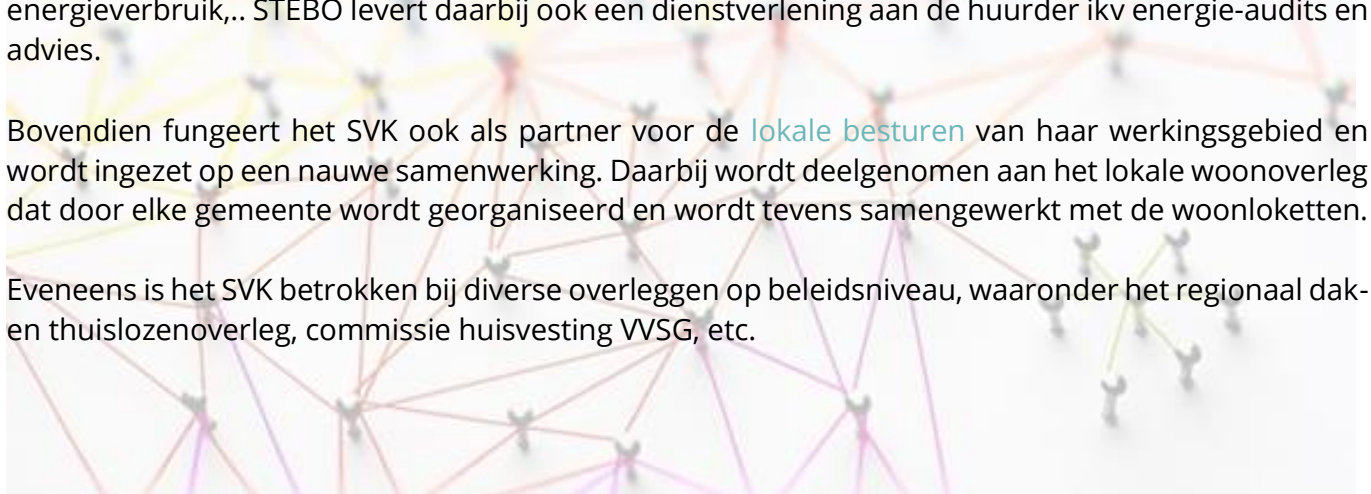 energieverbruik,.. STEBO levert daarbij ook een dienstverlening aan de huurder ikv energie-audits en
advies.
Bovendien fungeert het SVK ook als partner voor de lokale besturen van haar werkingsgebied en
wordt ingezet op een nauwe samenwerking. Daarbij wordt deelgenomen aan het lokale woonoverleg
dat door elke gemeente wordt georganiseerd en wordt tevens samengewerkt met de woonloketten.
Eveneens is het SVK betrokken bij diverse overleggen op beleidsniveau, waaronder het regionaal dak-
en thuislozenoverleg, commissie huisvesting VVSG, etc.